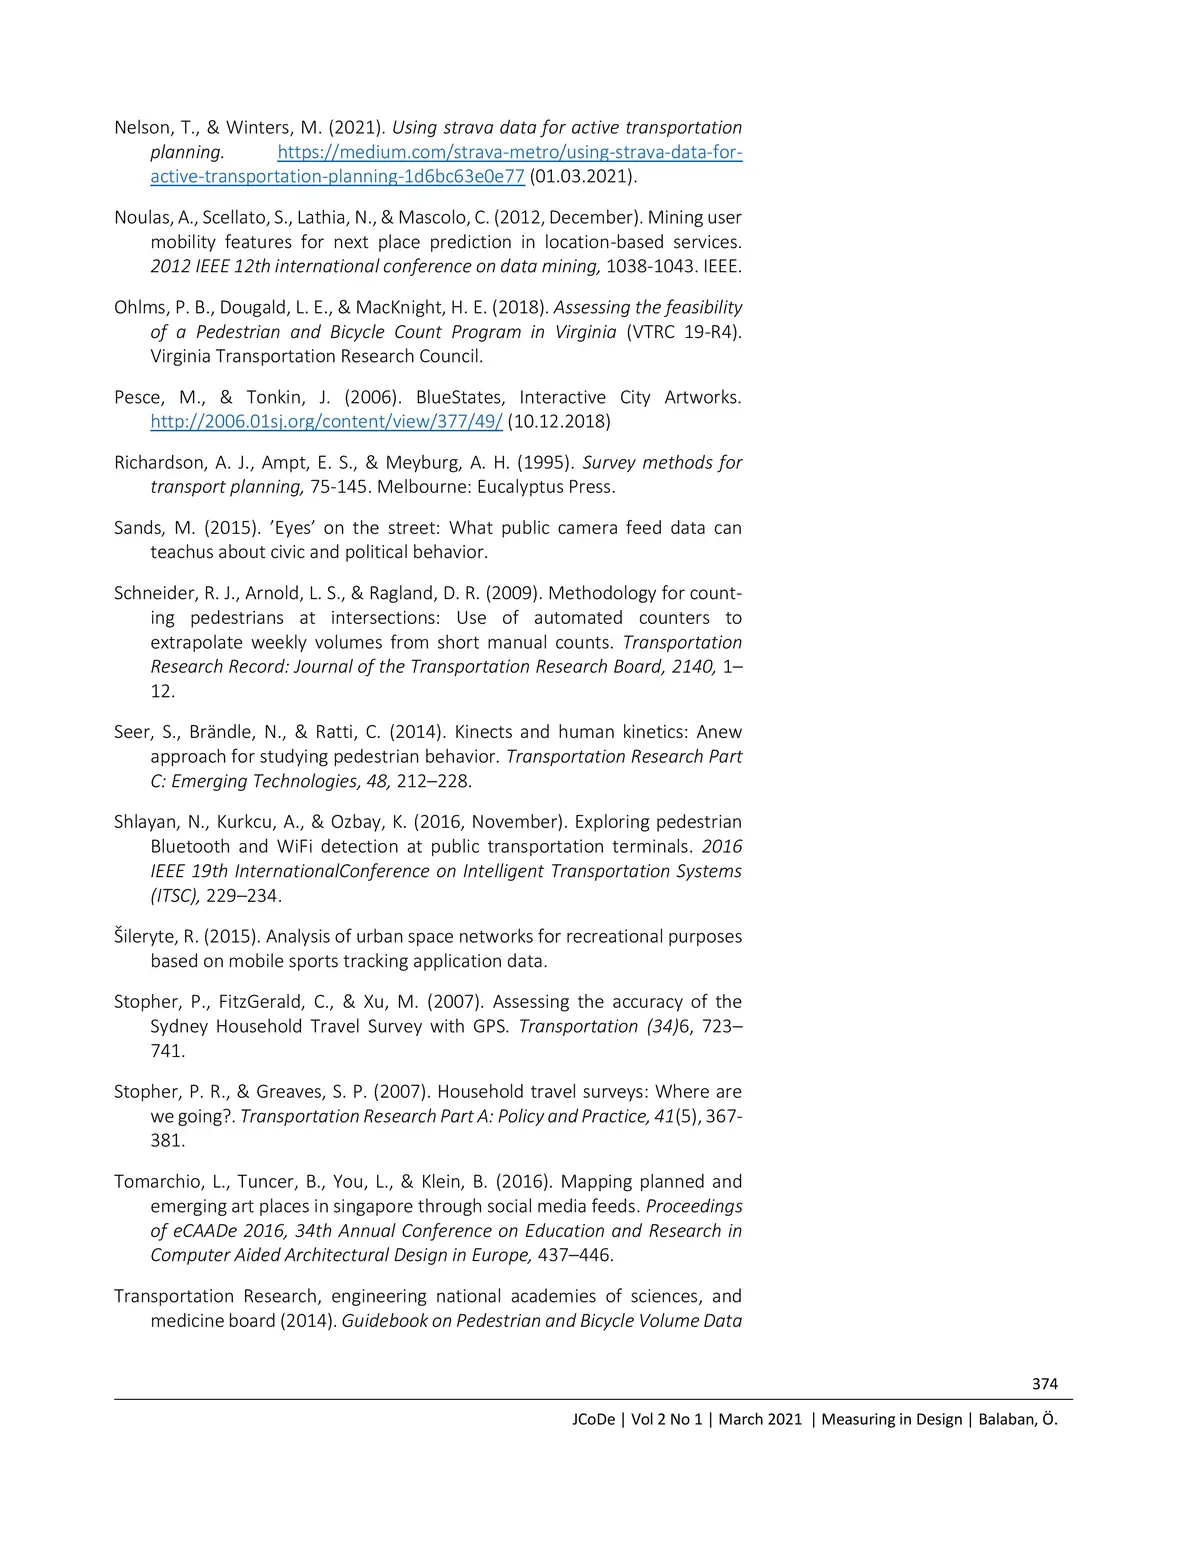 Nelson, T., & Winters, M. (2021). Using strava data for active transportation
planning. https://medium.com/strava-metro/using-strava-data-for-
active-transportation-planning-1d6bc63e0e77 (01.03.2021).
Noulas, A., Scellato, S., Lathia, N., & Mascolo, C. (2012, December). Mining user
mobility features for next place prediction in location-based services.
2012 IEEE 12th international conference on data mining, 1038-1043. IEEE.
Ohlms, P. B., Dougald, L. E., & MacKnight, H. E. (2018). Assessing the feasibility
of a Pedestrian and Bicycle Count Program in Virginia (VTRC 19-R4).
Virginia Transportation Research Council.
Pesce, M., & Tonkin, J. (2006). BlueStates, Interactive City Artworks.
http://2006.01sj.org/content/view/377/49/ (10.12.2018)
Richardson, A. J., Ampt, E. S., & Meyburg, A. H. (1995). Survey methods for
transport planning, 75-145. Melbourne: Eucalyptus Press.
Sands, M. (2015). ’Eyes’ on the street: What public camera feed data can
teachus about civic and political behavior.
Schneider, R. J., Arnold, L. S., & Ragland, D. R. (2009). Methodology for count-
ing pedestrians at intersections: Use of automated counters to
extrapolate weekly volumes from short manual counts. Transportation
Research Record: Journal of the Transportation Research Board, 2140, 1–
12.
Seer, S., Brändle, N., & Ratti, C. (2014). Kinects and human kinetics: Anew
approach for studying pedestrian behavior. Transportation Research Part
C: Emerging Technologies, 48, 212–228.
Shlayan, N., Kurkcu, A., & Ozbay, K. (2016, November). Exploring pedestrian
Bluetooth and WiFi detection at public transportation terminals. 2016
IEEE 19th InternationalConference on Intelligent Transportation Systems
(ITSC), 229–234.
Šileryte, R. (2015). Analysis of urban space networks for recreational purposes
based on mobile sports tracking application data.
Stopher, P., FitzGerald, C., & Xu, M. (2007). Assessing the accuracy of the
Sydney Household Travel Survey with GPS. Transportation (34)6, 723–
741.
Stopher, P. R., & Greaves, S. P. (2007). Household travel surveys: Where are
we going?. Transportation Research Part A: Policy and Practice, 41(5), 367-
381.
Tomarchio, L., Tuncer, B., You, L., & Klein, B. (2016). Mapping planned and
emerging art places in singapore through social media feeds. Proceedings
of eCAADe 2016, 34th Annual Conference on Education and Research in
Computer Aided Architectural Design in Europe, 437–446.
Transportation Research, engineering national academies of sciences, and
medicine board (2014). Guidebook on Pedestrian and Bicycle Volume Data
374
JCoDe | Vol 2 No 1 | March 2021 | Measuring in Design | Balaban, Ö.